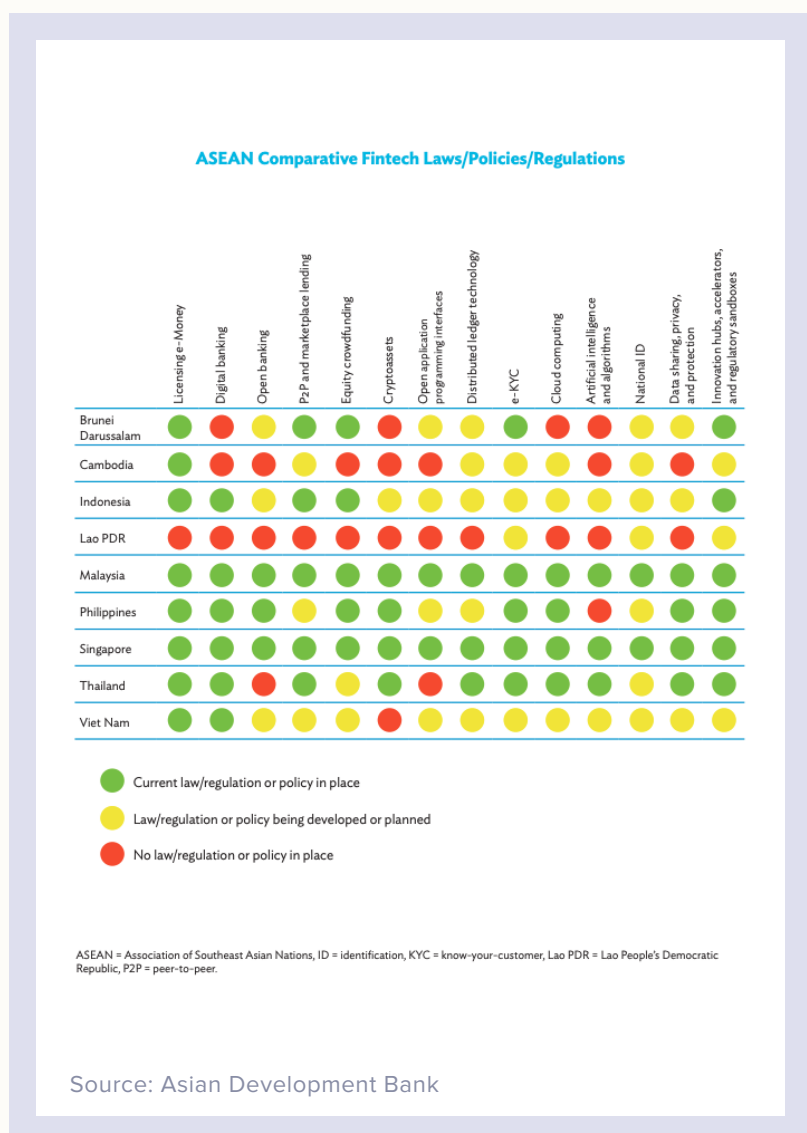 ASEAN Comparative Fintech Laws/Policies/Regulations
Licensing e-Money
Digital banking
Open banking
P2P and marketplace lending
Equity crowdfunding
Cryptoassets
Open application
programming interfaces
Distributed ledger technology
e-KYC
Cloud computing
Artificial intelligence
and algorithms
National ID
Data sharing, privacy,
and protection
Innovation hubs, accelerators,
and regulatory sandboxes
Brunei
Darussalam
Cambodia
Indonesia
Lao PDR
Malaysia
Philippines
Singapore
Thailand
Viet Nam
Current law/regulation or policy in place
Law/regulation or policy being developed or planned
No law/regulation or policy in place
ASEAN = Association of Southeast Asian Nations, ID = identification, KYC = know-your-customer, Lao PDR = Lao People's Democratic
Republic, P2P = peer-to-peer.
Source: Asian Development Bank